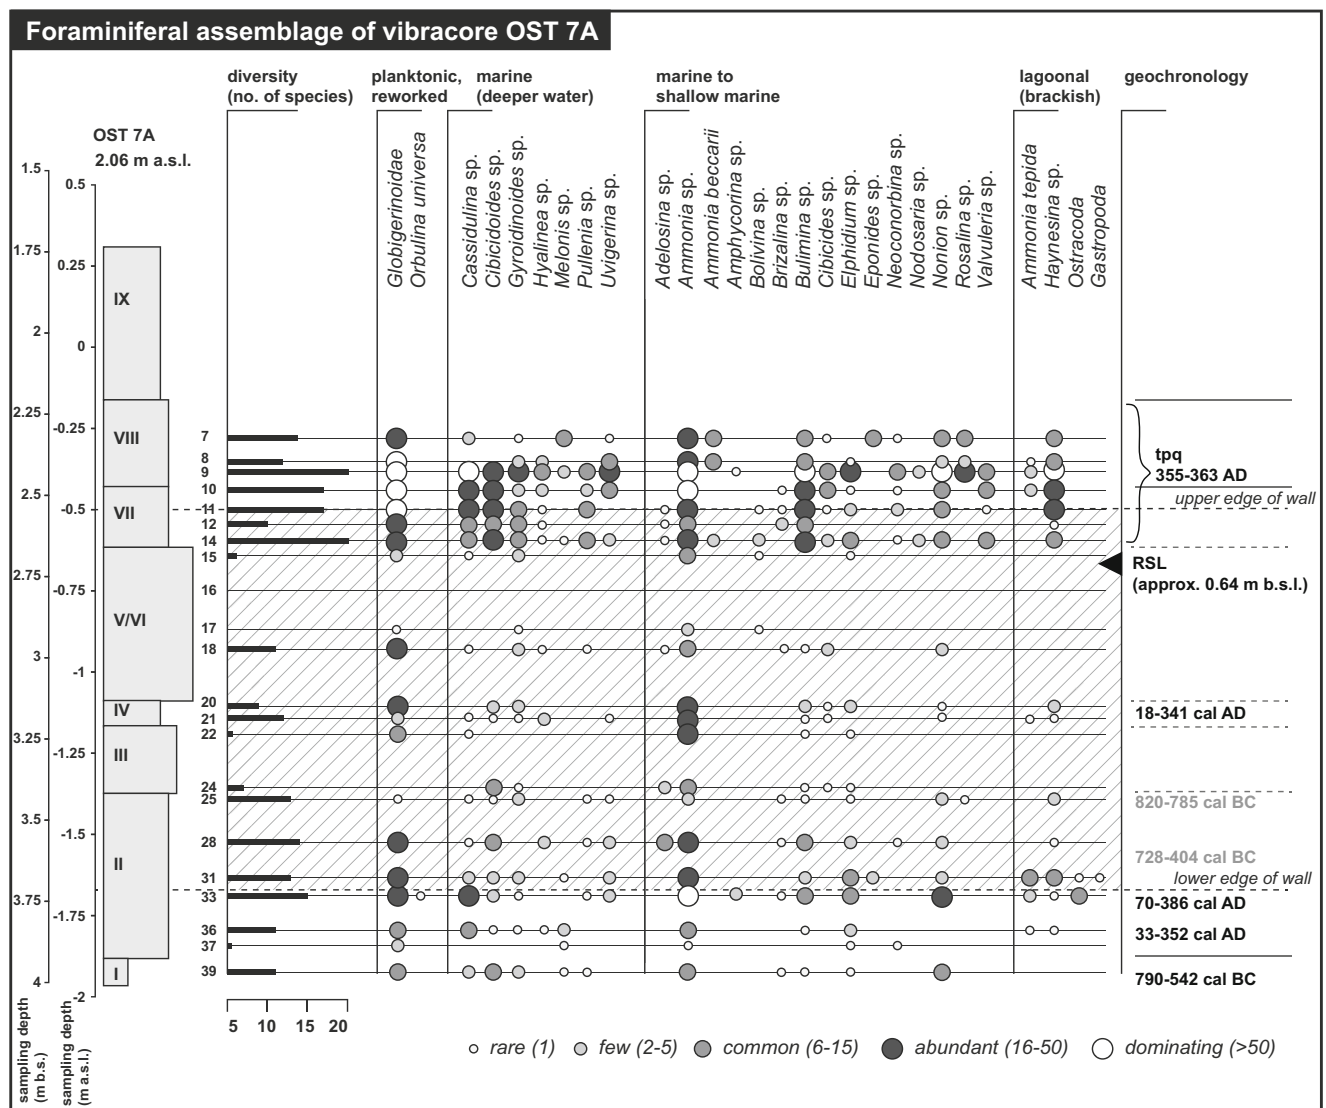 Foraminiferal assemblage of vibracore OST 7A
diversity
(no. of species)
planktonic,
reworked
marine
(deeper water)
marine to
shallow marine
lagoonal
(brackish)
geochronology
OST 7A
2.06 m a.s.l.
Globigerinoidae
Orbulina universa
Cassidulina sp.
Cibicidoides sp.
Gyroidinoides sp.
Hyalinea sp.
Melonis sp.
Pullenia sp.
Uvigerina sp.
Adelosina sp.
Ammonia sp.
Ammonia beccarii
Amphycorina sp.
Bolivina sp.
Brizalina sp.
Bulimina sp.
Cibicides sp.
Elphidium sp.
Eponides sp.
Neoconorbina sp.
Nodosaria sp.
Nonion sp.
Rosalina sp.
Valvuleria sp.
Ammonia tepida
Haynesina sp.
Ostracoda
Gastropoda
1.5
1.75
2
2.25
2.5
2.75
3
3.25
3.5
3.75
4
sampling depth
(m b.s.)
0.5
0.25
0
-0.25
-0.5
-0.75
-1
-1.25
-1.5
-1.75
-2
sampling depth
(m a.s.l.)
IX
VIII
VII
V/VI
IV
III
II
I
7
8
9
10
11
12
14
15
16
17
18
20
21
22
24
25
28
31
33
36
37
39
tpq
355-363 AD
upper edge of wall
RSL
(approx. 0.64 m b.s.l.)
18-341 cal AD
820-785 cal BC
728-404 cal BC
lower edge of wall
70-386 cal AD
33-352 cal AD
790-542 cal BC
5 10 15 20
rare (1) few (2-5) common (6-15) abundant (16-50) dominating (>50)